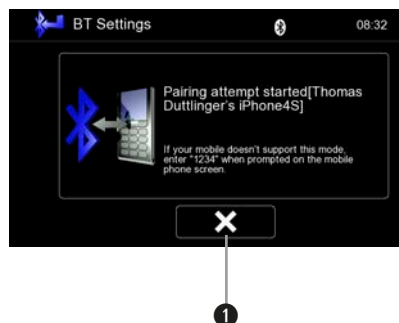 BT Settings 08:32
Pairing attempt started[Thomas
Duttlinger's iPhone4S]
If your mobile doesn't support this mode,
enter "1234" when prompted on the mobile
phone screen.
1